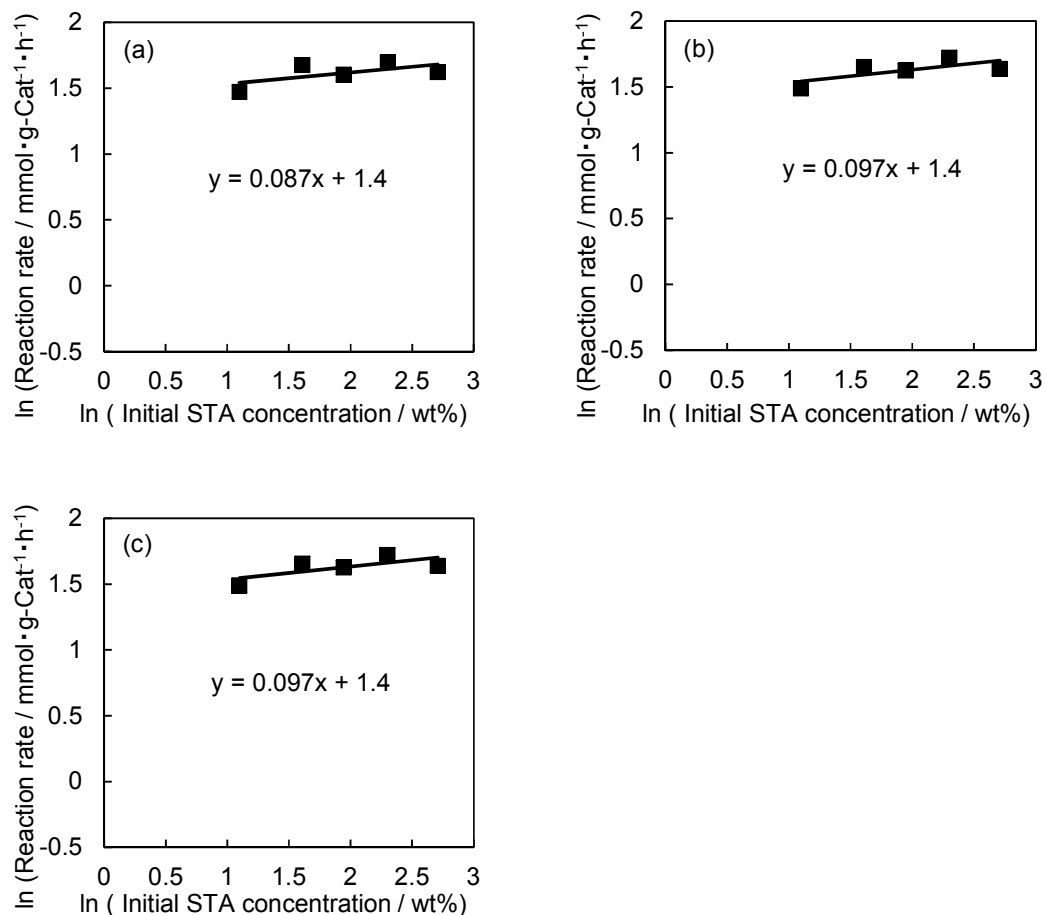 (a)
2
1.5
1
0.5
0
-0.5
y = 0.087x + 1.4
0 0.5 1 1.5 2 2.5 3
ln ( Initial STA concentration / wt%)
ln (Reaction rate / mmol・g-Cat⁻¹・h⁻¹)
(b)
2
1.5
1
0.5
0
-0.5
y = 0.097x + 1.4
0 0.5 1 1.5 2 2.5 3
ln ( Initial STA concentration / wt%)
ln (Reaction rate / mmol・g-Cat⁻¹・h⁻¹)
(c)
2
1.5
1
0.5
0
-0.5
y = 0.097x + 1.4
0 0.5 1 1.5 2 2.5 3
ln ( Initial STA concentration / wt%)
ln (Reaction rate / mmol・g-Cat⁻¹・h⁻¹)